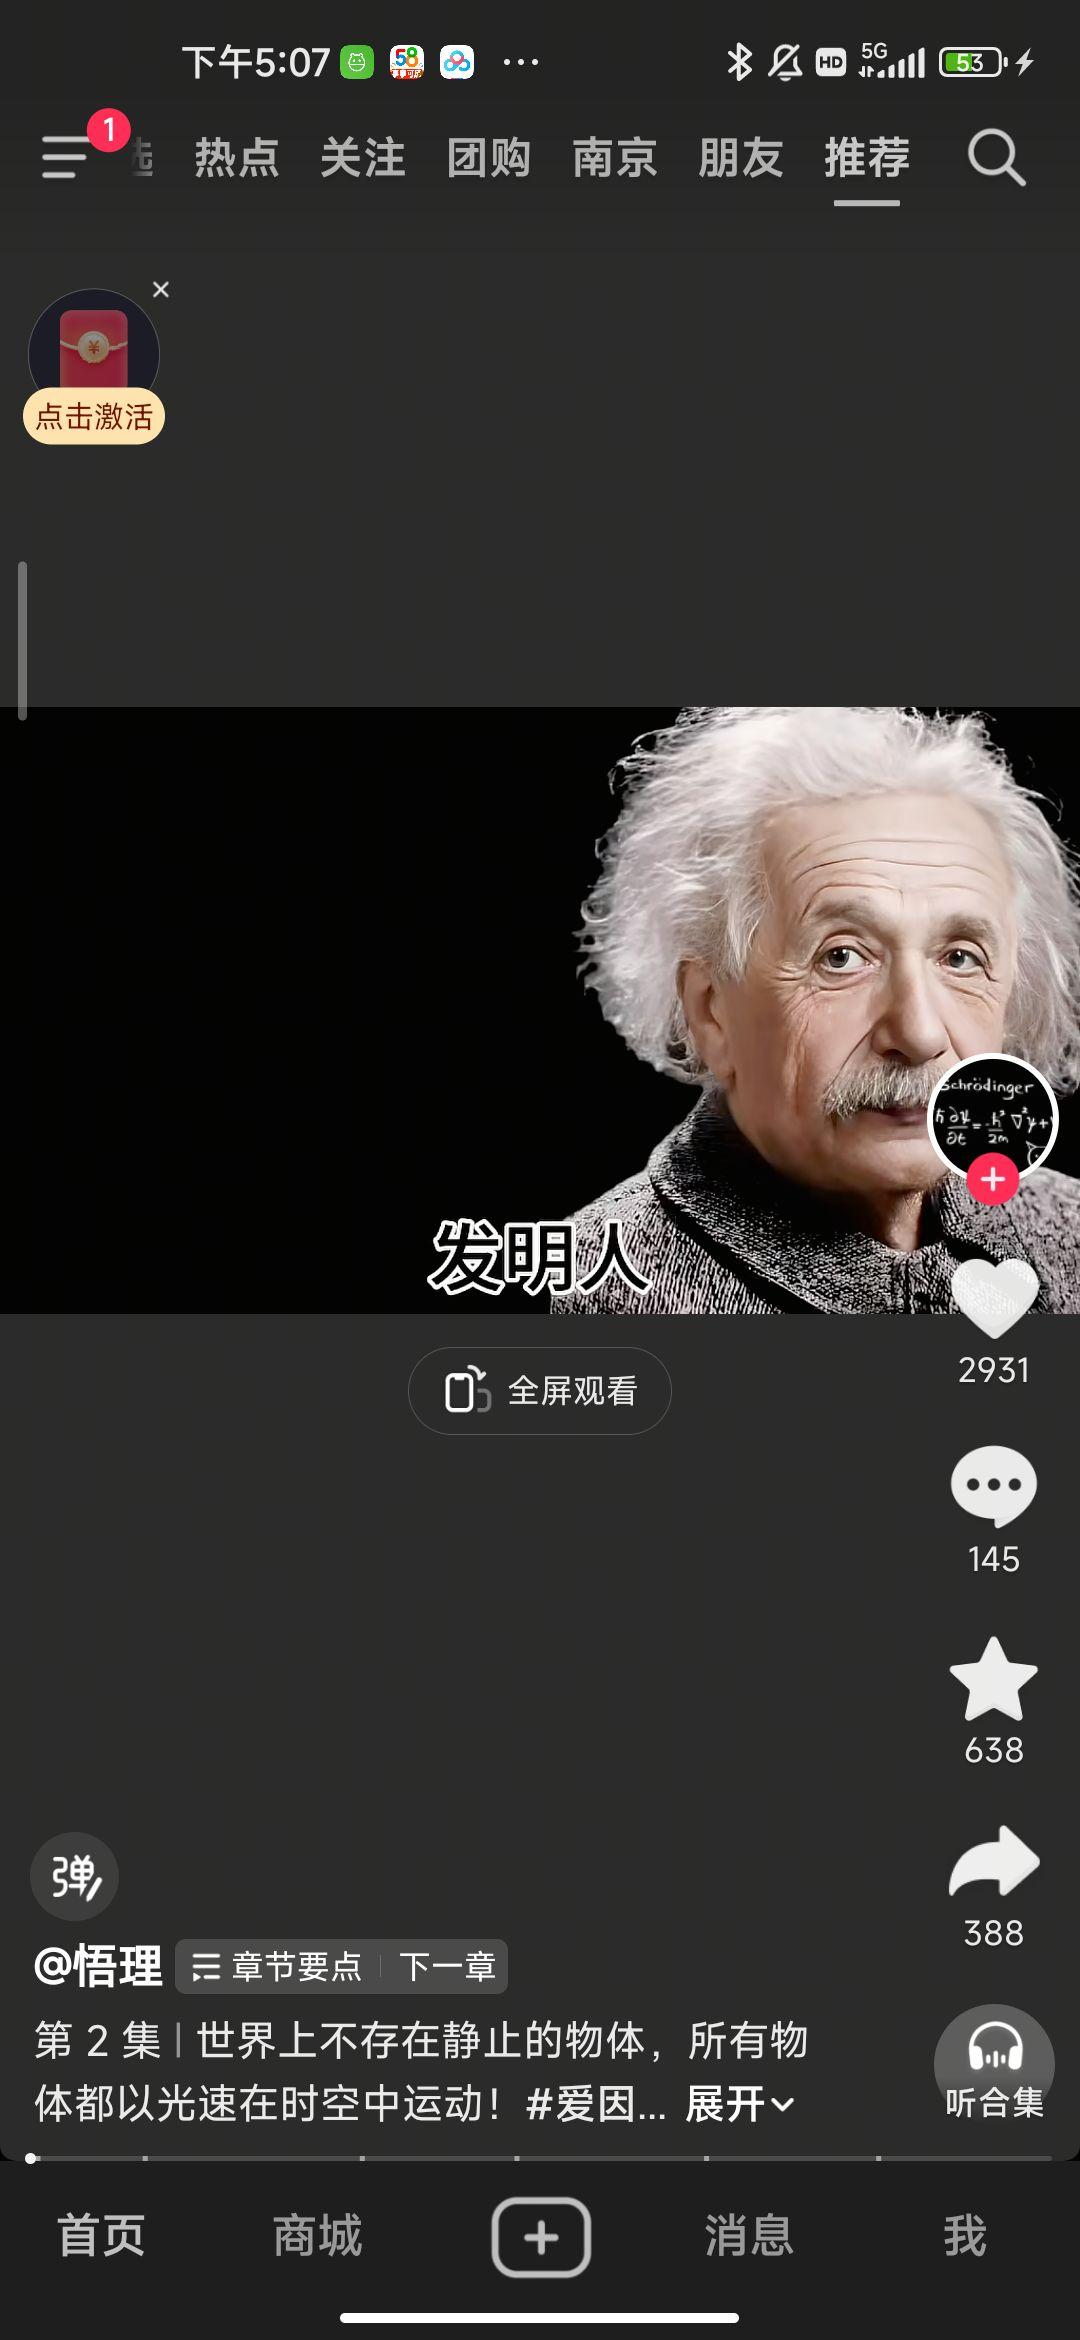 下午5:07
58
HD
5G
53
1
热点 关注 团购 南京 朋友 推荐
点击激活
Schrödinger
发明人
2931
全屏观看
145
638
388
弹
@悟理 章节要点 下一章
第 2 集 | 世界上不存在静止的物体，所有物
体都以光速在时空中运动！#爱因... 展开
听合集
首页 商城 消息 我